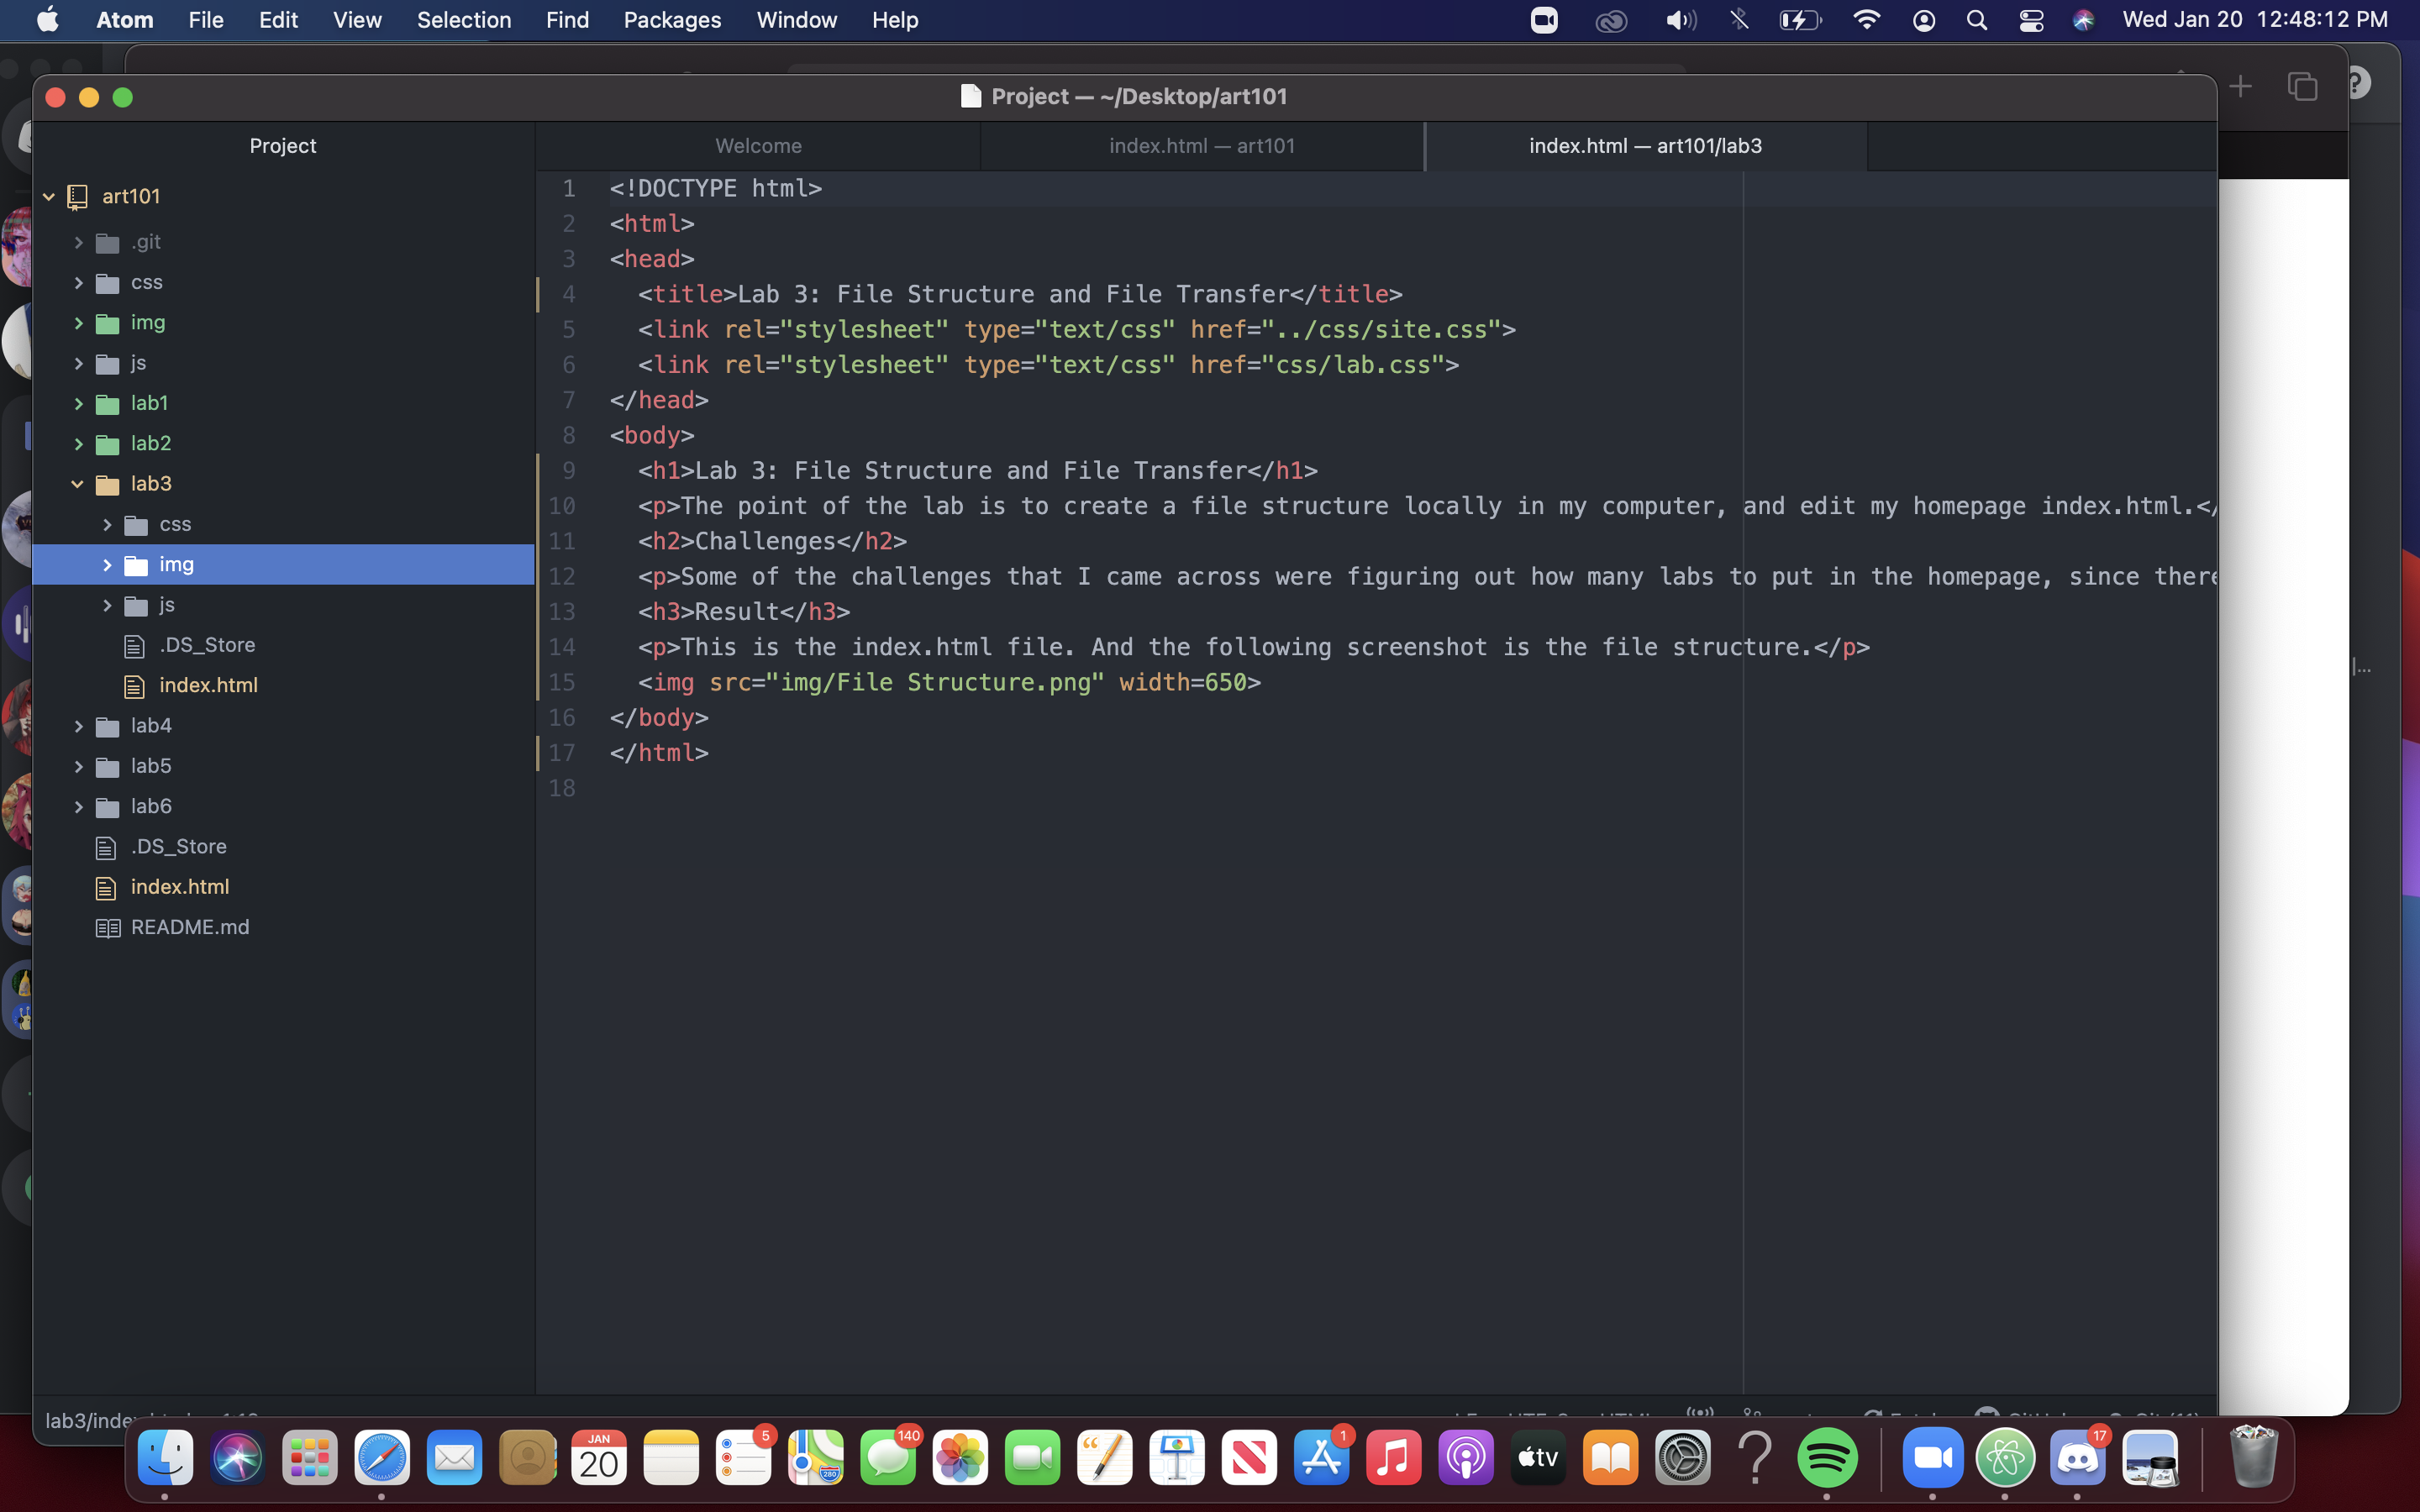 Atom File Edit View Selection Find Packages Window Help Wed Jan 20 12:48:12 PM
Project — ~/Desktop/art101
Project
Welcome
index.html — art101
index.html — art101/lab3
art101
.git
css
img
js
lab1
lab2
lab3
css
img
js
.DS_Store
index.html
lab4
lab5
lab6
.DS_Store
index.html
README.md
1 <!DOCTYPE html>
2 <html>
3 <head>
4 <title>Lab 3: File Structure and File Transfer</title>
5 <link rel="stylesheet" type="text/css" href="../css/site.css">
6 <link rel="stylesheet" type="text/css" href="css/lab.css">
7 </head>
8 <body>
9 <h1>Lab 3: File Structure and File Transfer</h1>
10 <p>The point of the lab is to create a file structure locally in my computer, and edit my homepage index.html.</
11 <h2>Challenges</h2>
12 <p>Some of the challenges that I came across were figuring out how many labs to put in the homepage, since there
13 <h3>Result</h3>
14 <p>This is the index.html file. And the following screenshot is the file structure.</p>
15 <img src="img/File Structure.png" width=650>
16 </body>
17 </html>
18
JAN
20
5
280
140
1
tv
17